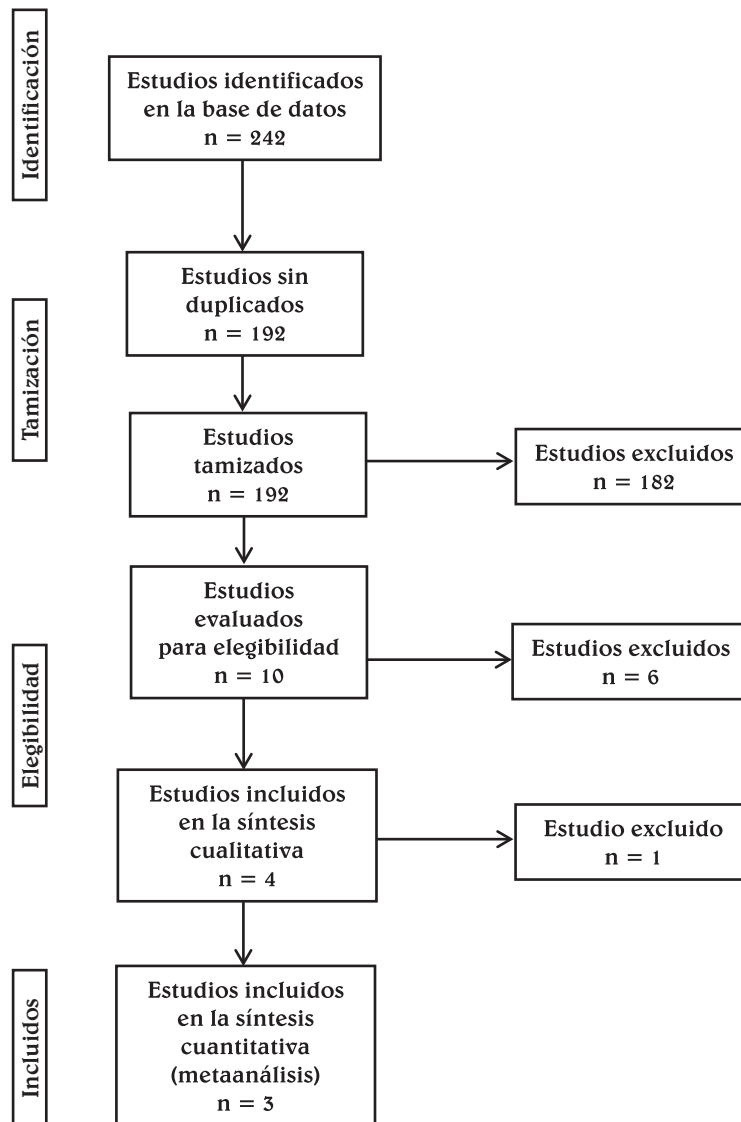 Identificación
Estudios identificados
en la base de datos
n = 242
Tamización
Estudios sin
duplicados
n = 192
Estudios
tamizados
n = 192
Estudios excluidos
n = 182
Elegibilidad
Estudios
evaluados
para elegibilidad
n = 10
Estudios excluidos
n = 6
Estudios incluidos
en la síntesis
cualitativa
n = 4
Estudio excluido
n = 1
Incluidos
Estudios incluidos
en la síntesis
cuantitativa
(metaanálisis)
n = 3